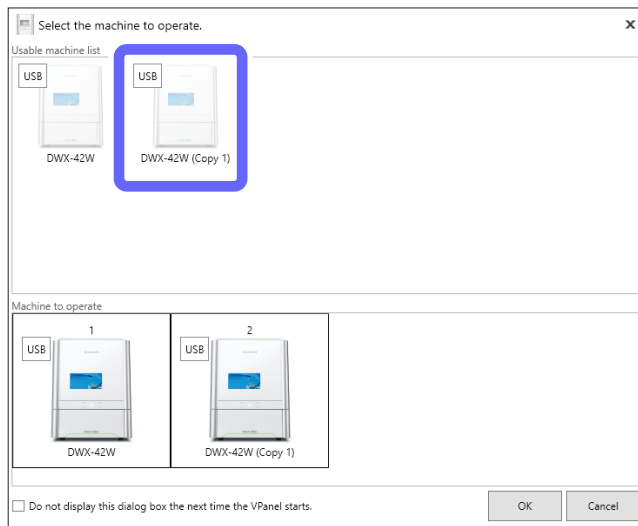 Select the machine to operate.
x
Usable machine list
USB
USB
DWX-42W
DWX-42W (Copy 1)
Machine to operate
1
2
USB
USB
DWX-42W
DWX-42W (Copy 1)
Do not display this dialog box the next time the VPanel starts.
OK
Cancel